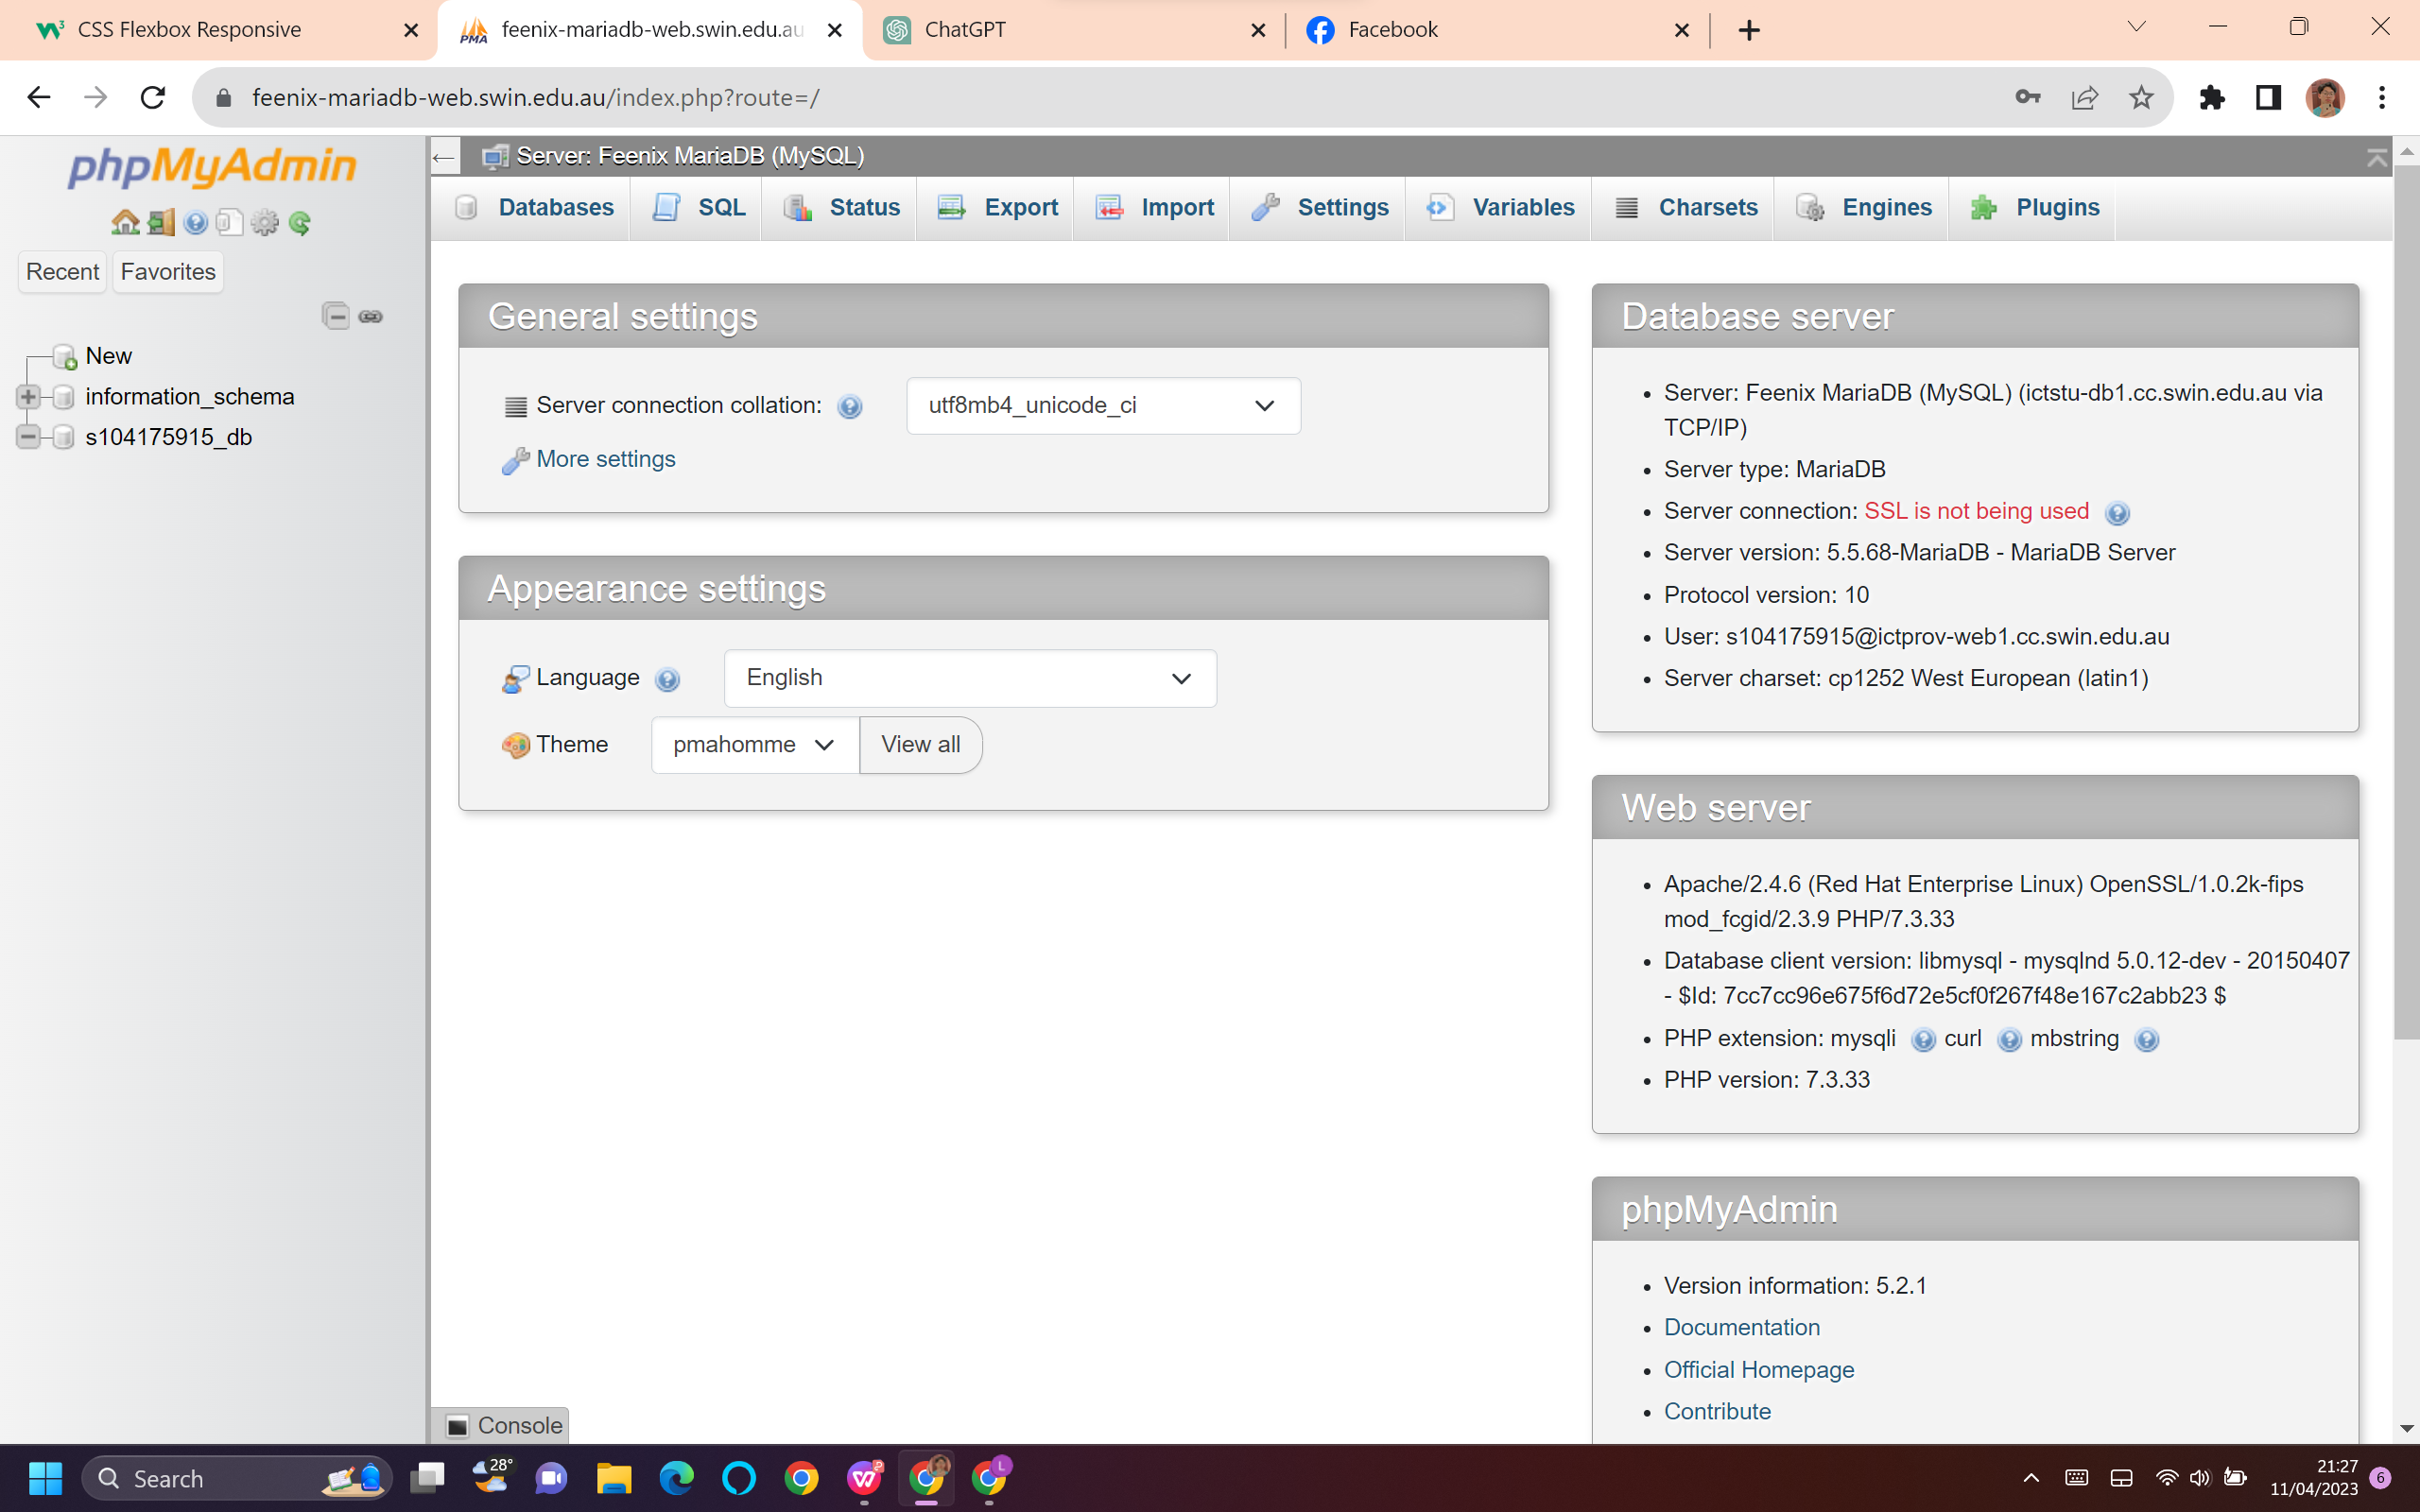 CSS Flexbox Responsive
feenix-mariadb-web.swin.edu.au
ChatGPT
Facebook
feenix-mariadb-web.swin.edu.au/index.php?route=/
phpMyAdmin
Recent
Favorites
New
information_schema
s104175915_db
Server: Feenix MariaDB (MySQL)
Databases
SQL
Status
Export
Import
Settings
Variables
Charsets
Engines
Plugins
General settings
Server connection collation:
utf8mb4_unicode_ci
More settings
Appearance settings
Language
English
Theme
pmahomme
View all
Database server
Server: Feenix MariaDB (MySQL) (ictstu-db1.cc.swin.edu.au via
TCP/IP)
Server type: MariaDB
Server connection: SSL is not being used
Server version: 5.5.68-MariaDB - MariaDB Server
Protocol version: 10
User: s104175915@ictprov-web1.cc.swin.edu.au
Server charset: cp1252 West European (latin1)
Web server
Apache/2.4.6 (Red Hat Enterprise Linux) OpenSSL/1.0.2k-fips
mod_fcgid/2.3.9 PHP/7.3.33
Database client version: libmysql - mysqlnd 5.0.12-dev - 20150407
- $Id: 7cc7cc96e675f6d72e5cf0f267f48e167c2abb23 $
PHP extension: mysqli curl mbstring
PHP version: 7.3.33
phpMyAdmin
Version information: 5.2.1
Documentation
Official Homepage
Contribute
Console
Search
28°
L
21:27
11/04/2023
6